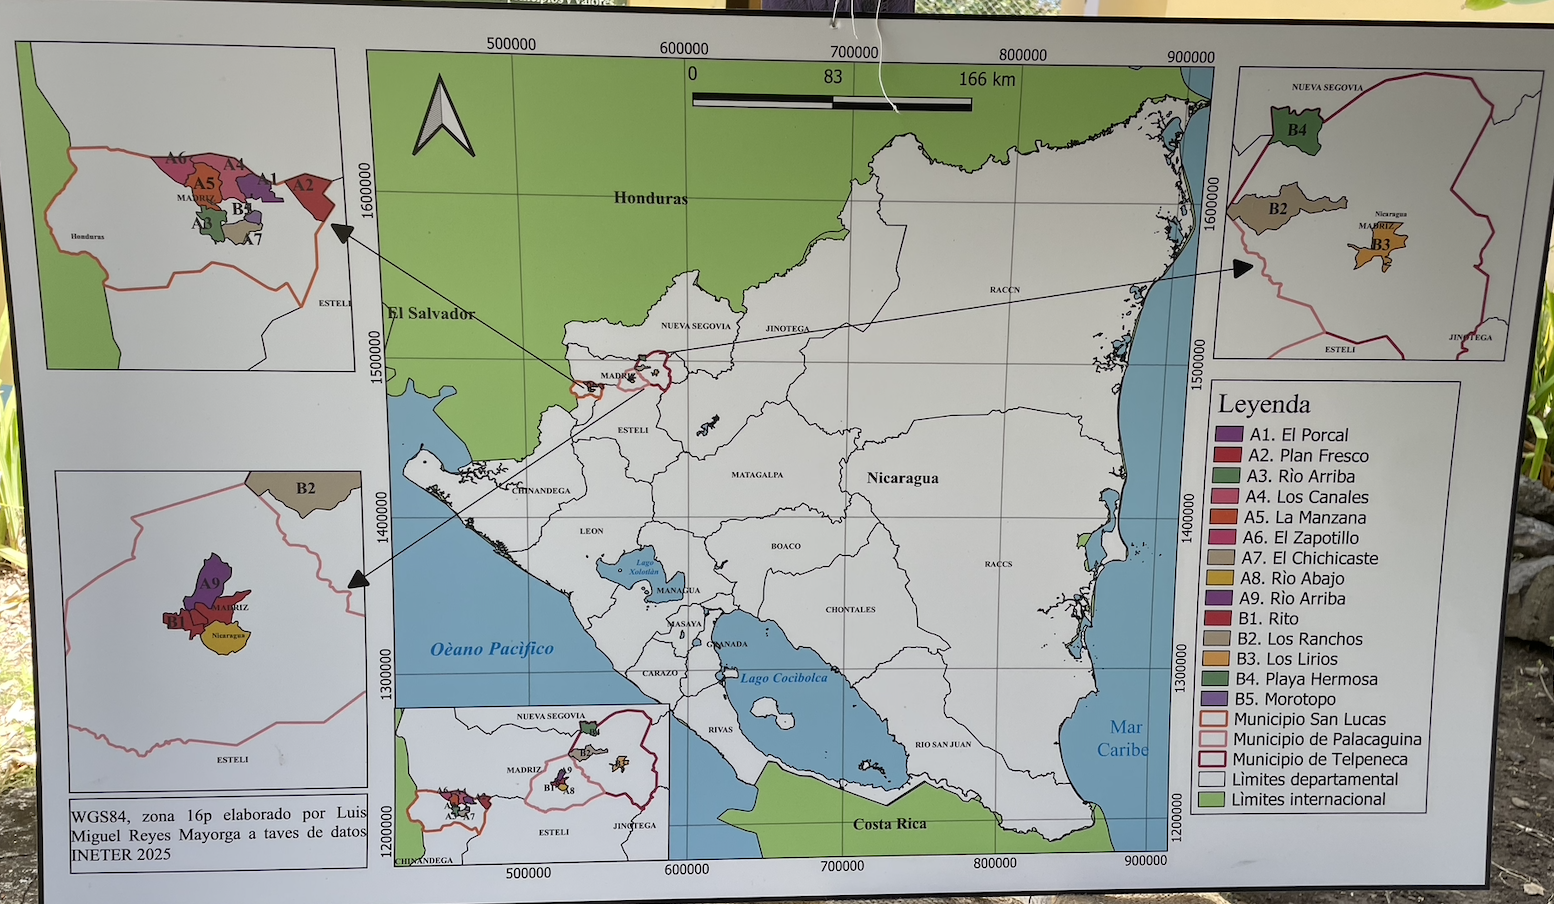 500000
600000
700000
800000
900000
0
83
166 km
NUEVA SEGOVIA
B4
B2
Nicaragua
MADRIZ
B3
ESTELI
JINOTEGA
A6
A4
A5
A1
A2
MADRIZ
B5
A3
A7
Honduras
ESTELI
1600000
1500000
1400000
1300000
1200000
Honduras
El Salvador
NUEVA SEGOVIA
JINOTEGA
RACCN
MADRIZ
ESTELI
CHINANDEGA
MATAGALPA
Nicaragua
LEON
BOACO
RACCS
Lago
Xolotlàn
MANAGUA
CHONTALES
MASAYA
GRANADA
CARAZO
Oèano Pacìfico
Lago Cocibolca
RIVAS
RIO SAN JUAN
Mar
Caribe
Costa Rica
1600000
1500000
1400000
1300000
1200000
500000
600000
700000
800000
900000
B2
A9
MADRIZ
B1
Nicaragua
ESTELI
NUEVA SEGOVIA
B4
B2
MADRIZ
A9
B1
A8
A6
A7
ESTELI
JINOTEGA
CHINANDEGA
WGS84, zona 16p elaborado por Luis
Miguel Reyes Mayorga a taves de datos
INETER 2025
Leyenda
A1. El Porcal
A2. Plan Fresco
A3. Rìo Arriba
A4. Los Canales
A5. La Manzana
A6. El Zapotillo
A7. El Chichicaste
A8. Rìo Abajo
A9. Rìo Arriba
B1. Rito
B2. Los Ranchos
B3. Los Lirios
B4. Playa Hermosa
B5. Morotopo
Municipio San Lucas
Municipio de Palacaguina
Municipio de Telpeneca
Lìmites departamental
Lìmites internacional